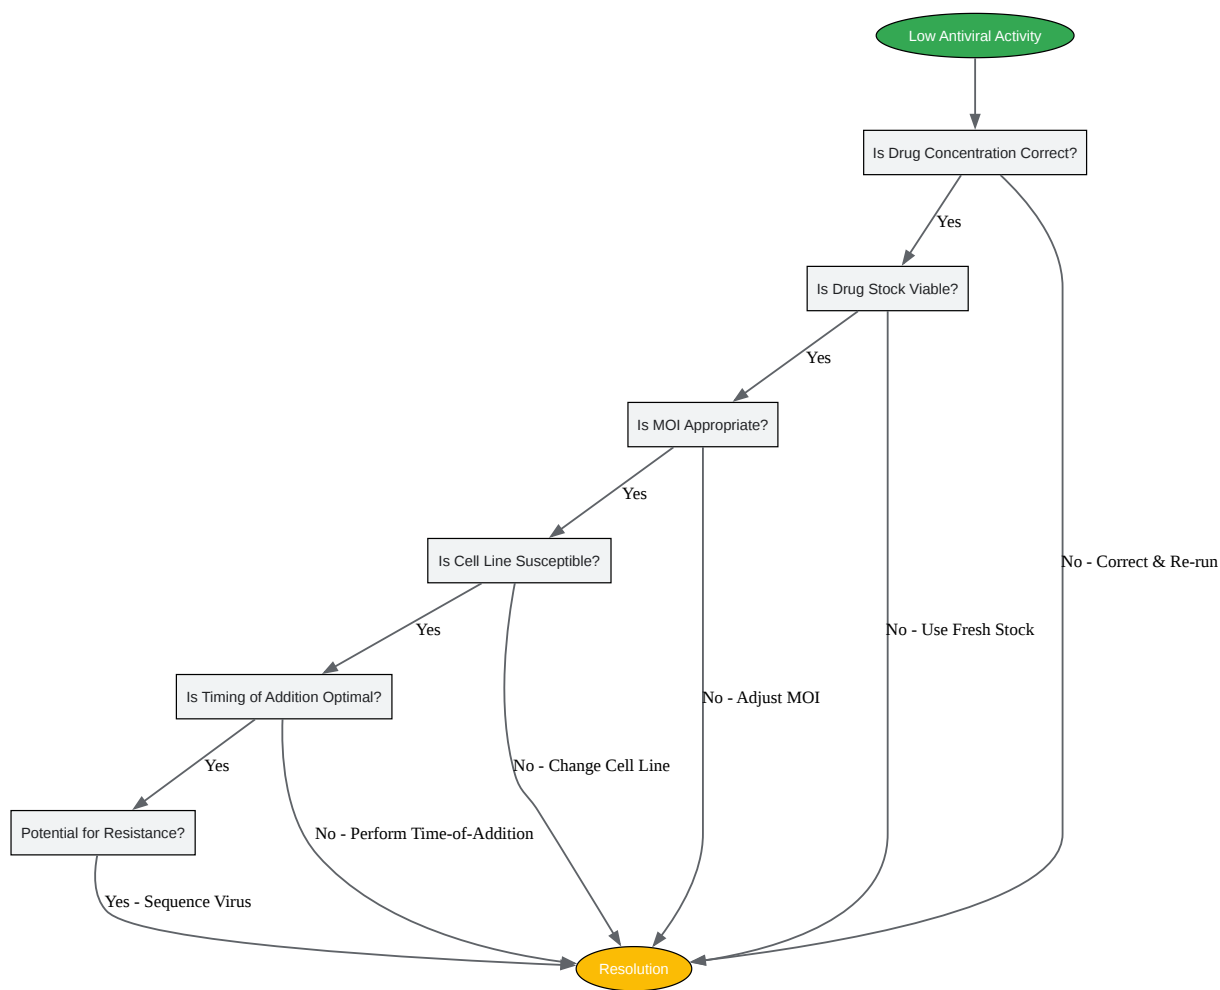 Low Antiviral Activity
Is Drug Concentration Correct?
Yes
Is Drug Stock Viable?
Yes
Is MOI Appropriate?
Yes
Is Cell Line Susceptible?
No - Correct & Re-run
Yes
No - Use Fresh Stock
Is Timing of Addition Optimal?
No - Adjust MOI
Yes
No - Change Cell Line
Potential for Resistance?
No - Perform Time-of-Addition
Yes - Sequence Virus
Resolution